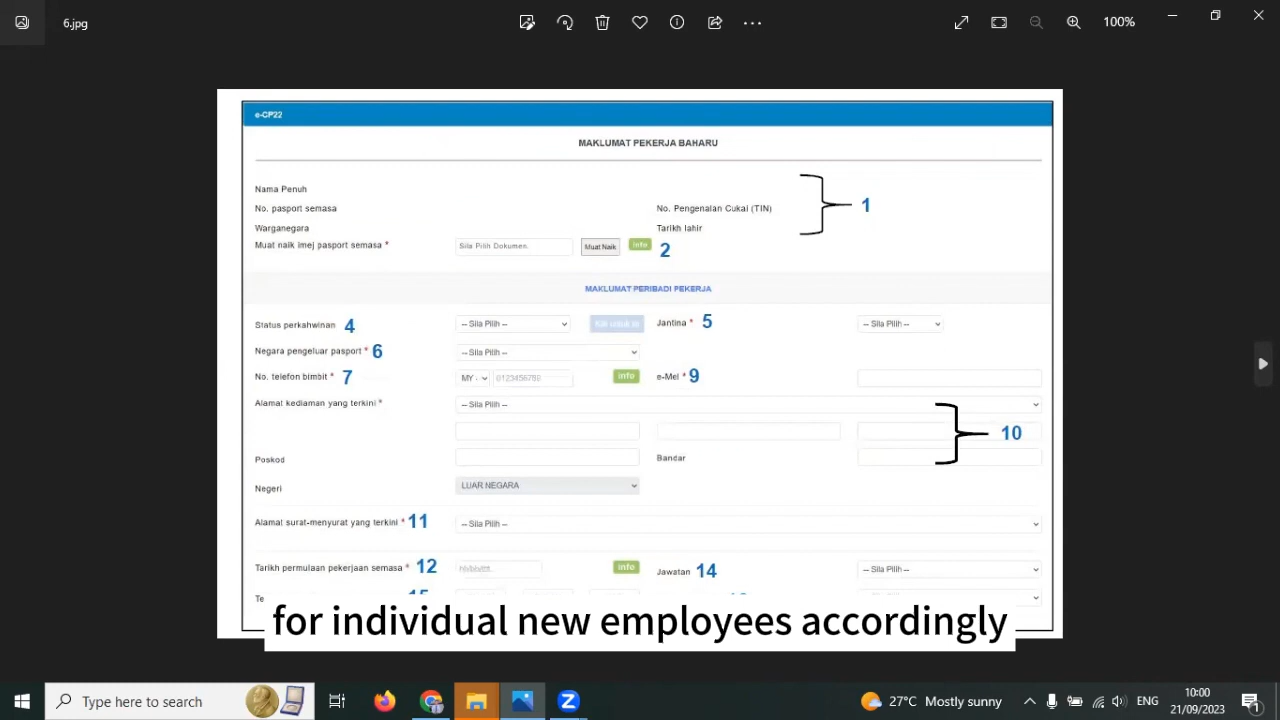 6.jpg
100%
e-CP22
MAKLUMAT PEKERJA BAHARU
Nama Penuh
No. pasport semasa
No. Pengenalan Cukai (TIN)
1
Warganegara
Tarikh lahir
Muat naik imej pasport semasa *
Sila Pilih Dokumen.
Muat Naik
info
2
MAKLUMAT PERIBADI PEKERJA
Status perkahwinan 4
-- Sila Pilih --
Jantina * 5
-- Sila Pilih --
Negara pengeluar pasport * 6
-- Sila Pilih --
No. telefon bimbit * 7
MY -
0123456789
info
e-Mel * 9
Alamat kediaman yang terkini *
-- Sila Pilih --
10
Poskod
Bandar
Negeri
LUAR NEGARA
Alamat surat-menyurat yang terkini * 11
-- Sila Pilih --
Tarikh permulaan pekerjaan semasa * 12
info
Jawatan 14
-- Sila Pilih --
for individual new employees accordingly
Type here to search
27°C Mostly sunny
ENG
10:00
21/09/2023
1